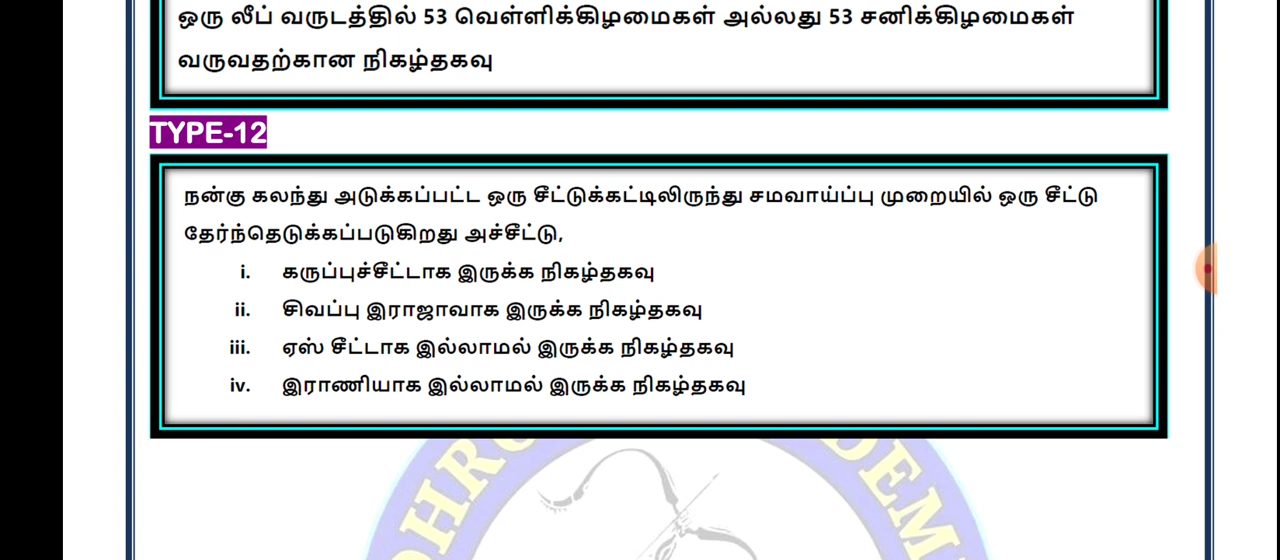 ஒரு லீப் வருடத்தில் 53 வெள்ளிக்கிழமைகள் அல்லது 53 சனிக்கிழமைகள்
வருவதற்கான நிகழ்தகவு
TYPE-12
நன்கு கலந்து அடுக்கப்பட்ட ஒரு சீட்டுக்கட்டிலிருந்து சமவாய்ப்பு முறையில் ஒரு சீட்டு
தேர்ந்தெடுக்கப்படுகிறது அச்சீட்டு,
i. கருப்புச்சீட்டாக இருக்க நிகழ்தகவு
ii. சிவப்பு இராஜாவாக இருக்க நிகழ்தகவு
iii. ஏஸ் சீட்டாக இல்லாமல் இருக்க நிகழ்தகவு
iv. இராணியாக இல்லாமல் இருக்க நிகழ்தகவு